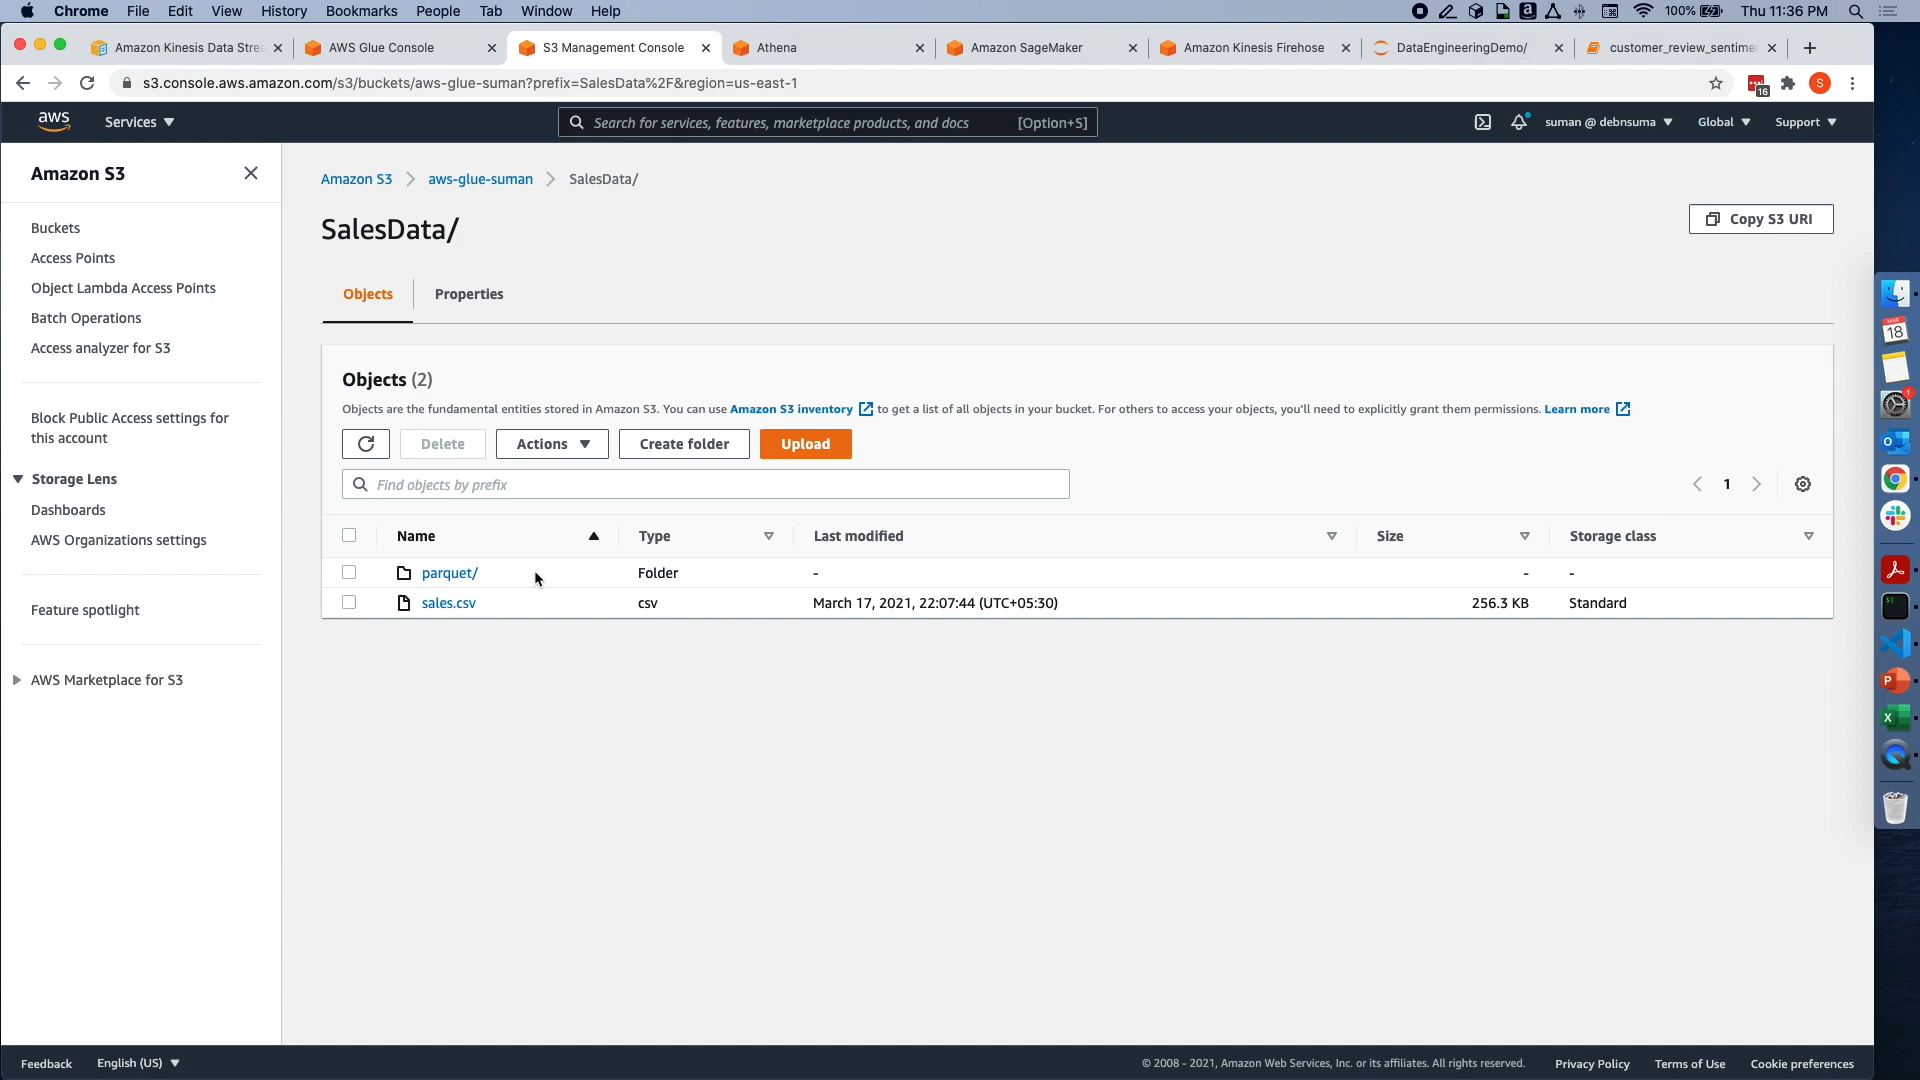 Chrome File Edit View History Bookmarks People Tab Window Help
100% Thu 11:36 PM
Amazon Kinesis Data Strea
AWS Glue Console
S3 Management Console
Athena
Amazon SageMaker
Amazon Kinesis Firehose
DataEngineeringDemo/
customer_review_sentime
s3.console.aws.amazon.com/s3/buckets/aws-glue-suman?prefix=SalesData%2F&region=us-east-1
16
S
aws
Services
Search for services, features, marketplace products, and docs [Option+S]
suman @ debnsuma
Global
Support
Amazon S3
Buckets
Access Points
Object Lambda Access Points
Batch Operations
Access analyzer for S3
Block Public Access settings for
this account
Storage Lens
Dashboards
AWS Organizations settings
Feature spotlight
AWS Marketplace for S3
Amazon S3 > aws-glue-suman > SalesData/
SalesData/
Copy S3 URI
Objects
Properties
Objects (2)
Objects are the fundamental entities stored in Amazon S3. You can use Amazon S3 inventory to get a list of all objects in your bucket. For others to access your objects, you'll need to explicitly grant them permissions. Learn more
Delete
Actions
Create folder
Upload
Find objects by prefix
1
Name Type Last modified Size Storage class
parquet/ Folder - - -
sales.csv csv March 17, 2021, 22:07:44 (UTC+05:30) 256.3 KB Standard
MAR
18
1
Feedback
English (US)
© 2008 - 2021, Amazon Web Services, Inc. or its affiliates. All rights reserved.
Privacy Policy
Terms of Use
Cookie preferences